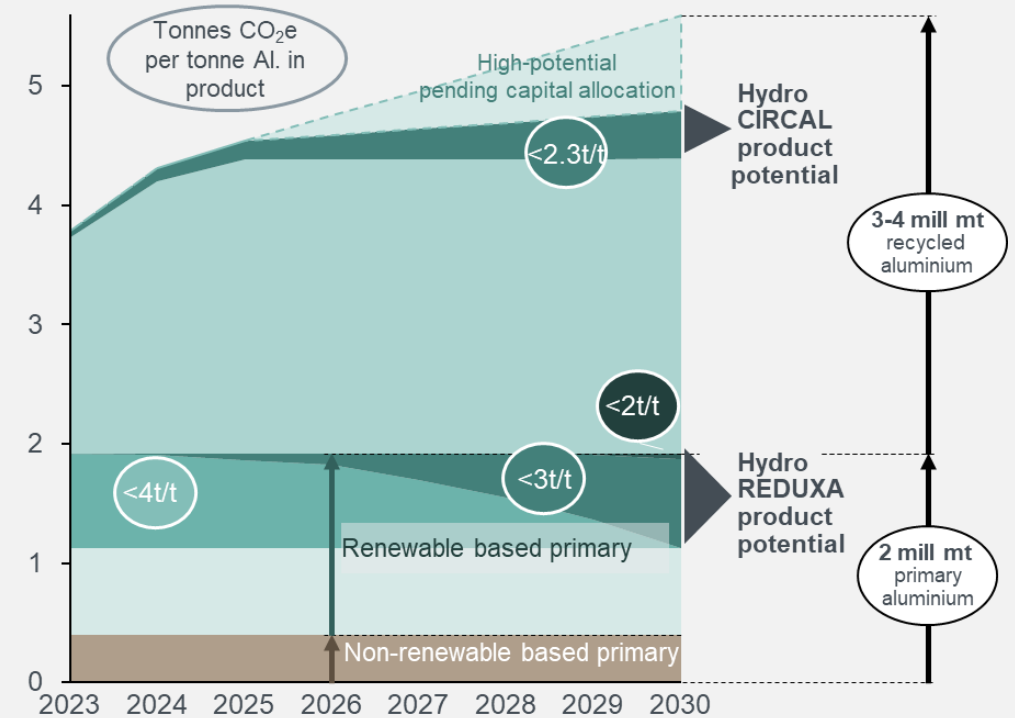 Tonnes CO₂e
per tonne Al. in
product
High-potential
pending capital allocation
5
4
3
2
1
0
<2.3t/t
<2t/t
<4t/t
<3t/t
Renewable based primary
Non-renewable based primary
2023 2024 2025 2026 2027 2028 2029 2030
Hydro
CIRCAL
product
potential
Hydro
REDUXA
product
potential
3-4 mill mt
recycled
aluminium
2 mill mt
primary
aluminium